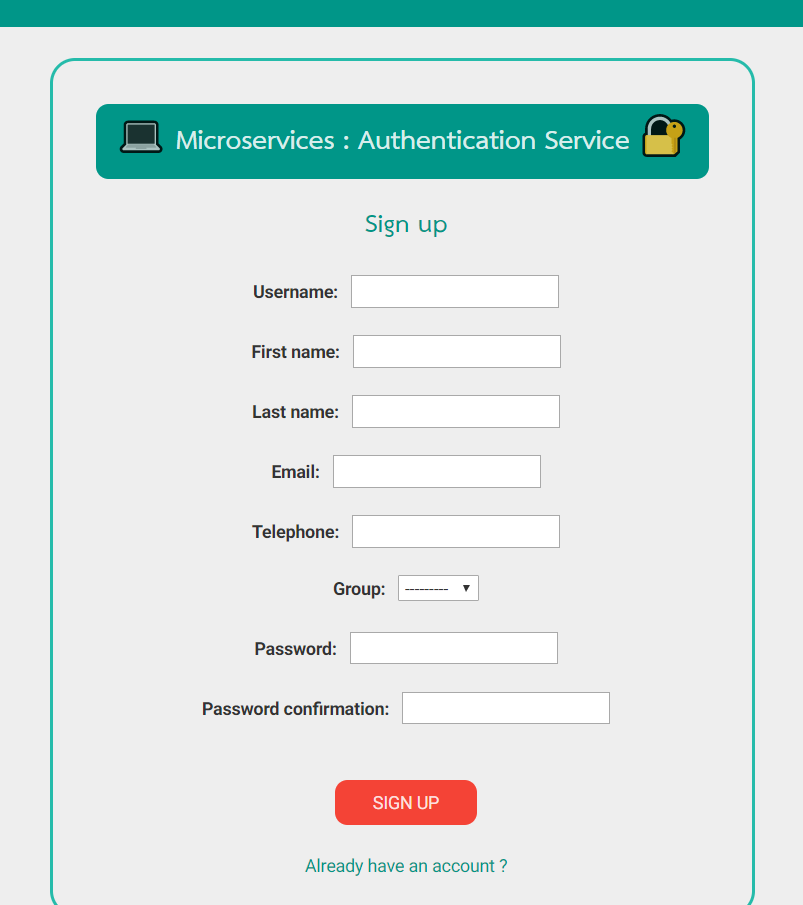 Microservices : Authentication Service
Sign up
Username:
First name:
Last name:
Email:
Telephone:
Group: ---------
Password:
Password confirmation:
SIGN UP
Already have an account ?